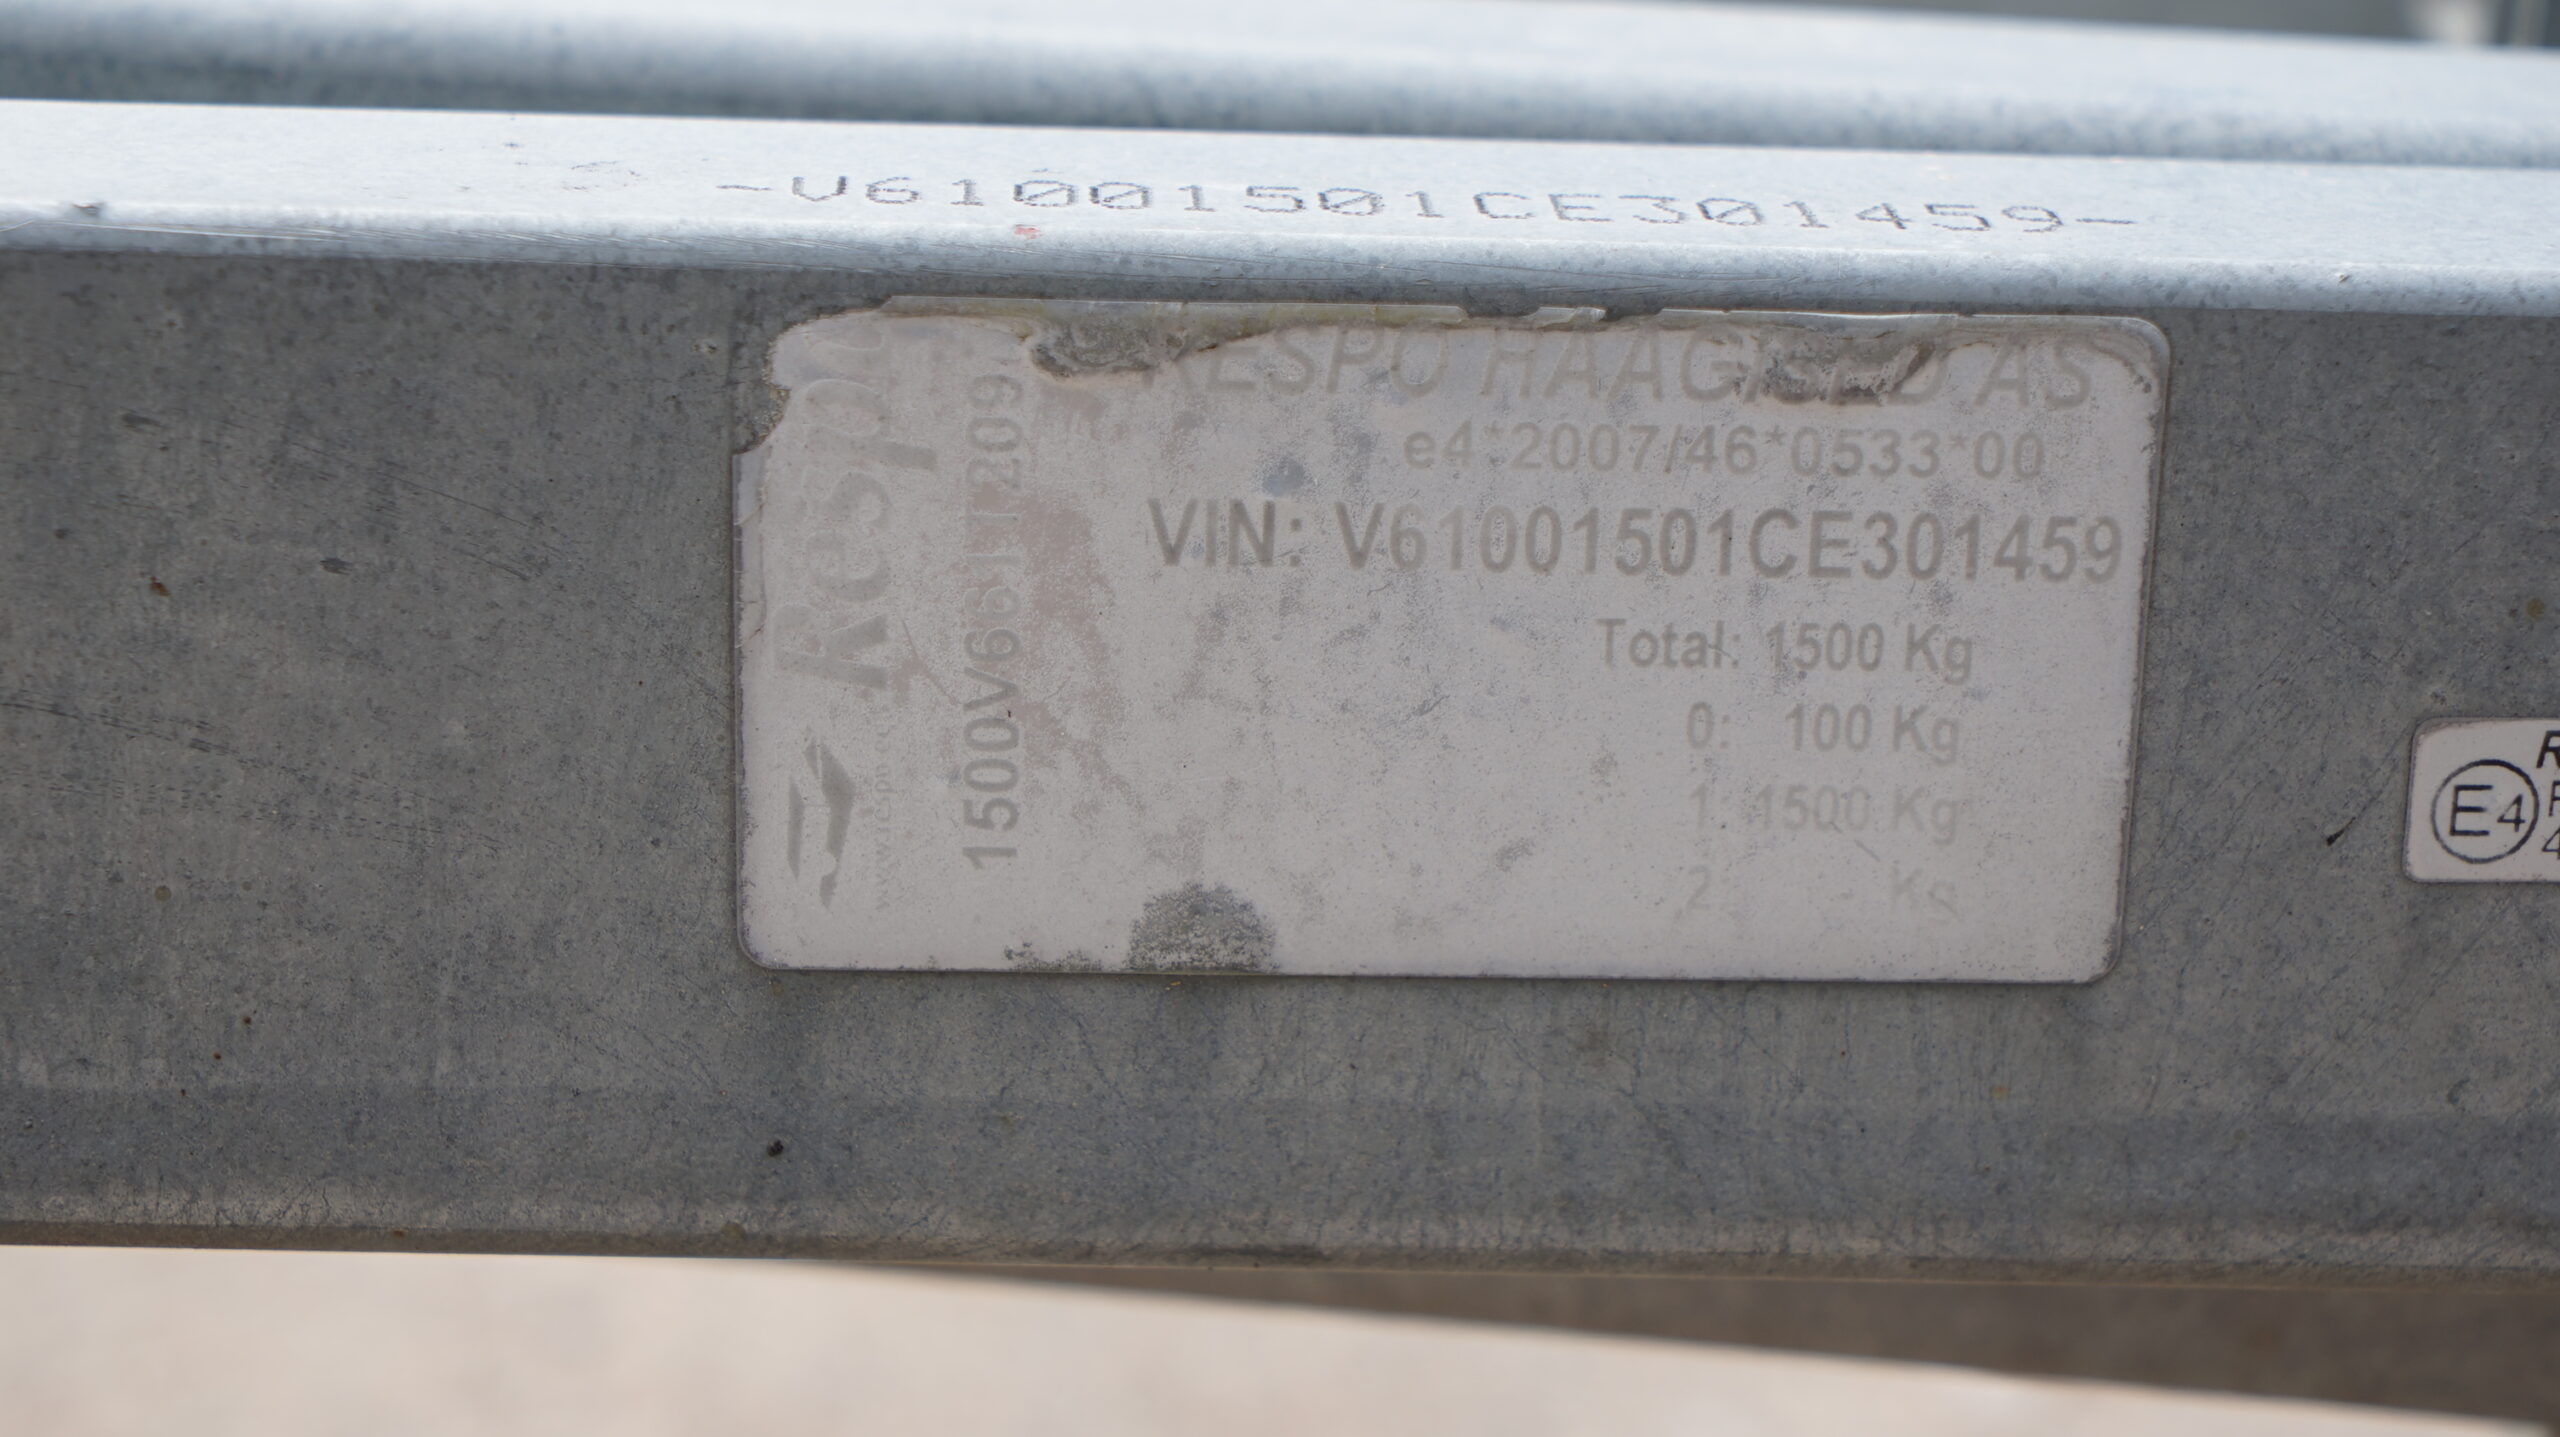 -V61001501CE301459-
RESPO HAAGISED AS
e4*2007/46*0533*00
VIN: V61001501CE301459
Total: 1500 Kg
0: 100 Kg
1: 1500 Kg
2: - Kg
Respo
E4